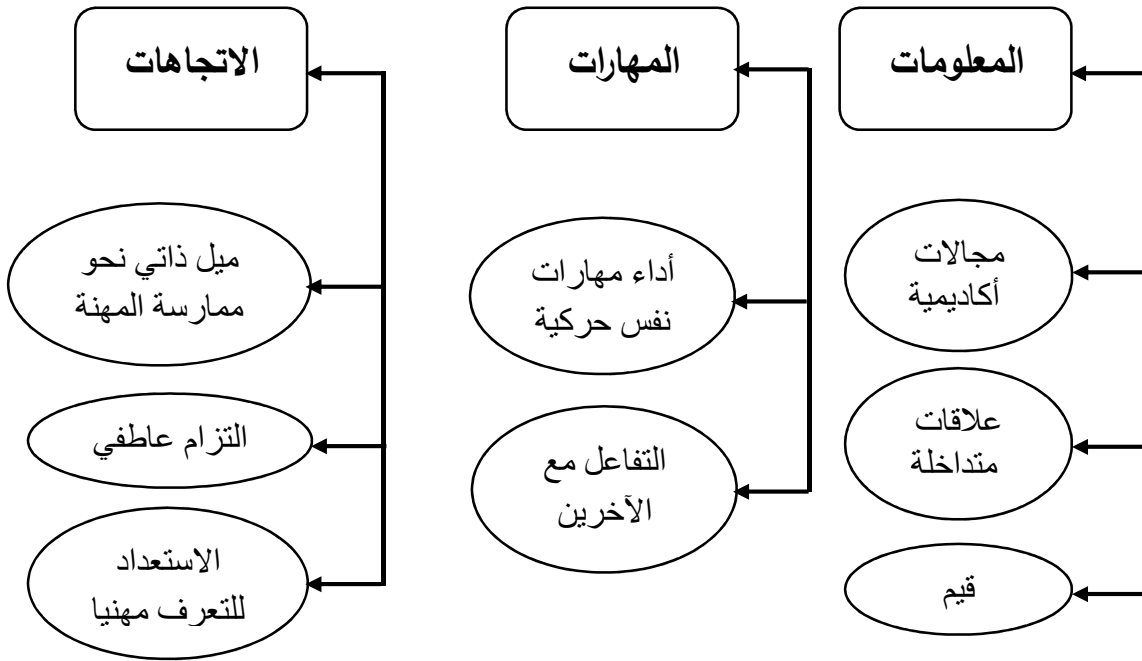 المعلومات
مجالات
أكاديمية
علاقات
متداخلة
قيم
المهارات
أداء مهارات
نفس حركية
التفاعل مع
الآخرين
الاتجاهات
ميل ذاتي نحو
ممارسة المهنة
التزام عاطفي
الاستعداد
للتعرف مهنيا